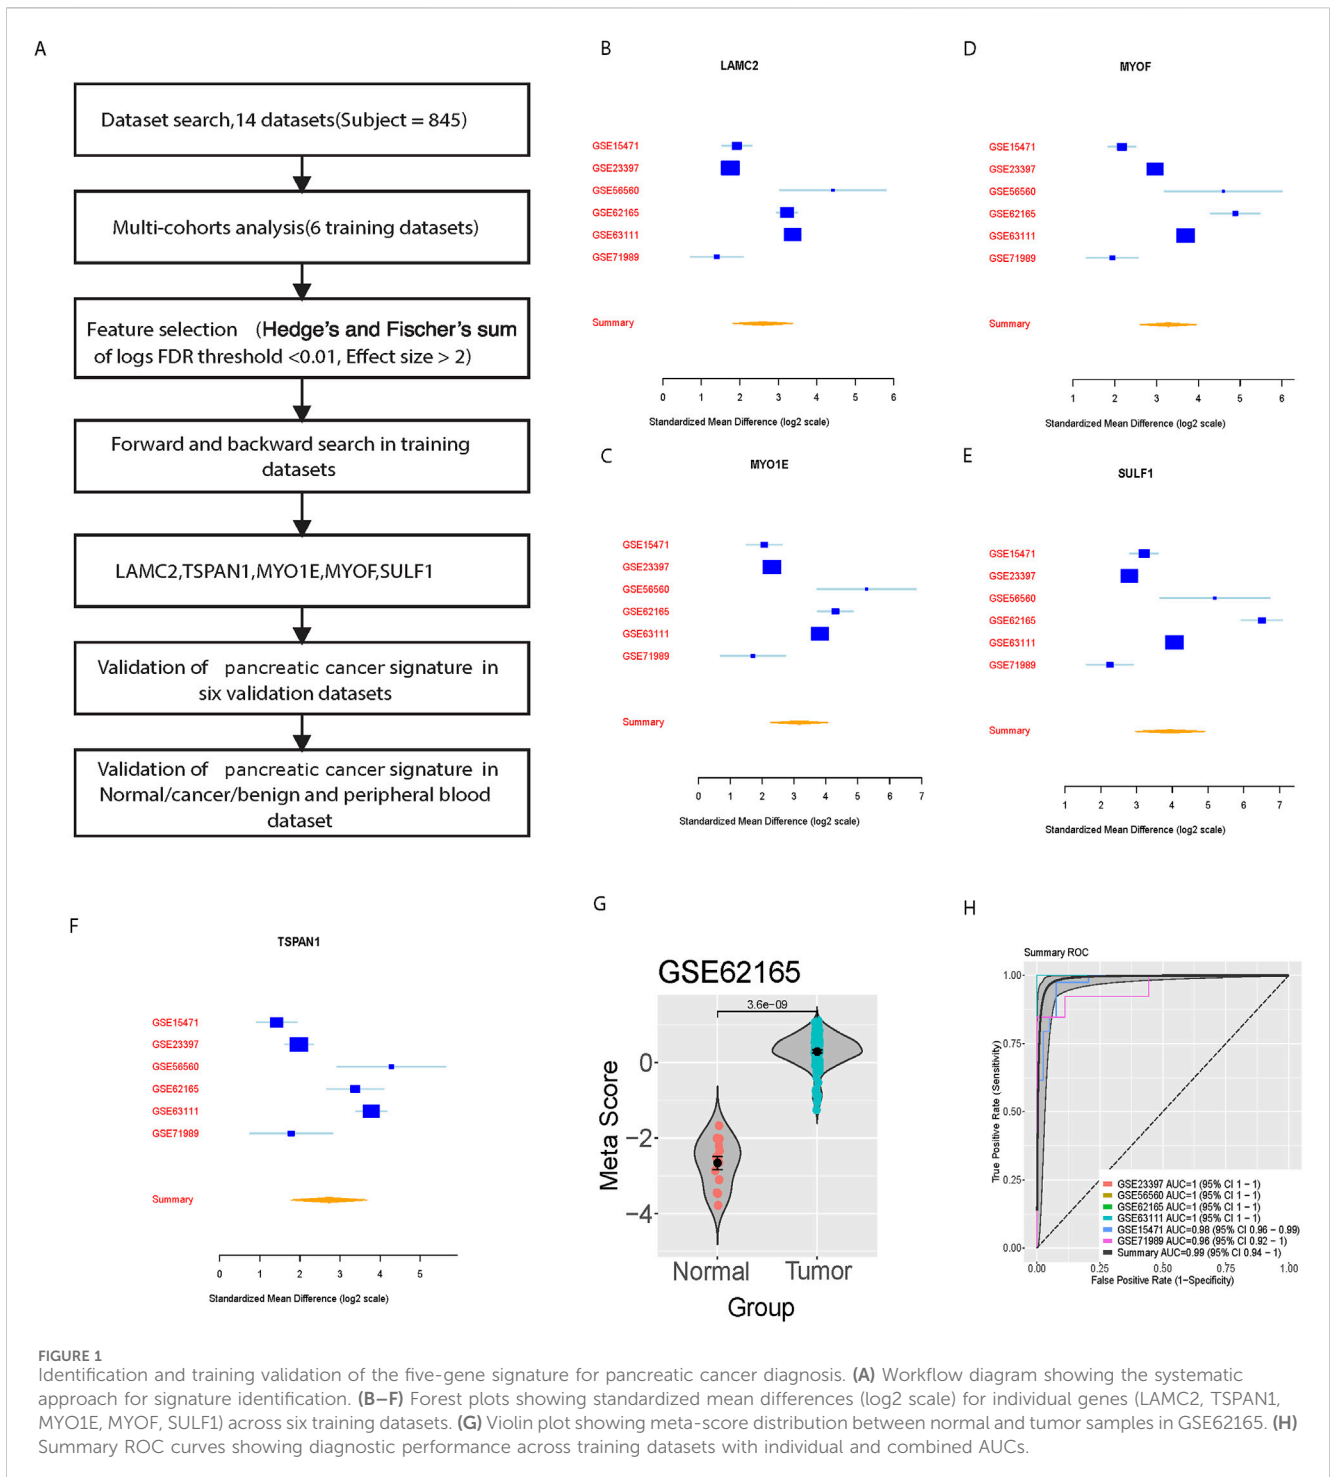 A
Dataset search,14 datasets(Subject = 845)
Multi-cohorts analysis(6 training datasets)
Feature selection (Hedge's and Fischer's sum
of logs FDR threshold <0.01, Effect size > 2)
Forward and backward search in training
datasets
LAMC2,TSPAN1,MYO1E,MYOF,SULF1
Validation of pancreatic cancer signature in
six validation datasets
Validation of pancreatic cancer signature in
Normal/cancer/benign and peripheral blood
dataset
B
LAMC2
GSE15471
GSE23397
GSE56560
GSE62165
GSE63111
GSE71989
Summary
0 1 2 3 4 5 6
Standardized Mean Difference (log2 scale)
D
MYOF
GSE15471
GSE23397
GSE56560
GSE62165
GSE63111
GSE71989
Summary
1 2 3 4 5 6
Standardized Mean Difference (log2 scale)
C
MYO1E
GSE15471
GSE23397
GSE56560
GSE62165
GSE63111
GSE71989
Summary
0 1 2 3 4 5 6 7
Standardized Mean Difference (log2 scale)
E
SULF1
GSE15471
GSE23397
GSE56560
GSE62165
GSE63111
GSE71989
Summary
1 2 3 4 5 6 7
Standardized Mean Difference (log2 scale)
F
TSPAN1
GSE15471
GSE23397
GSE56560
GSE62165
GSE63111
GSE71989
Summary
0 1 2 3 4 5
Standardized Mean Difference (log2 scale)
G
GSE62165
3.6e-09
Meta Score
0
−2
−4
Normal Tumor
Group
H
Summary ROC
True Positive Rate (Sensitivity)
1.00
0.75
0.50
0.25
0.00
GSE23397 AUC=1 (95% CI 1 − 1)
GSE56560 AUC=1 (95% CI 1 − 1)
GSE62165 AUC=1 (95% CI 1 − 1)
GSE63111 AUC=1 (95% CI 1 − 1)
GSE15471 AUC=0.98 (95% CI 0.96 − 0.99)
GSE71989 AUC=0.96 (95% CI 0.92 − 1)
Summary AUC=0.99 (95% CI 0.94 − 1)
0.00 0.25 0.50 0.75 1.00
False Positive Rate (1−Specificity)
FIGURE 1
Identification and training validation of the five-gene signature for pancreatic cancer diagnosis. (A) Workflow diagram showing the systematic
approach for signature identification. (B–F) Forest plots showing standardized mean differences (log2 scale) for individual genes (LAMC2, TSPAN1,
MYO1E, MYOF, SULF1) across six training datasets. (G) Violin plot showing meta-score distribution between normal and tumor samples in GSE62165. (H)
Summary ROC curves showing diagnostic performance across training datasets with individual and combined AUCs.